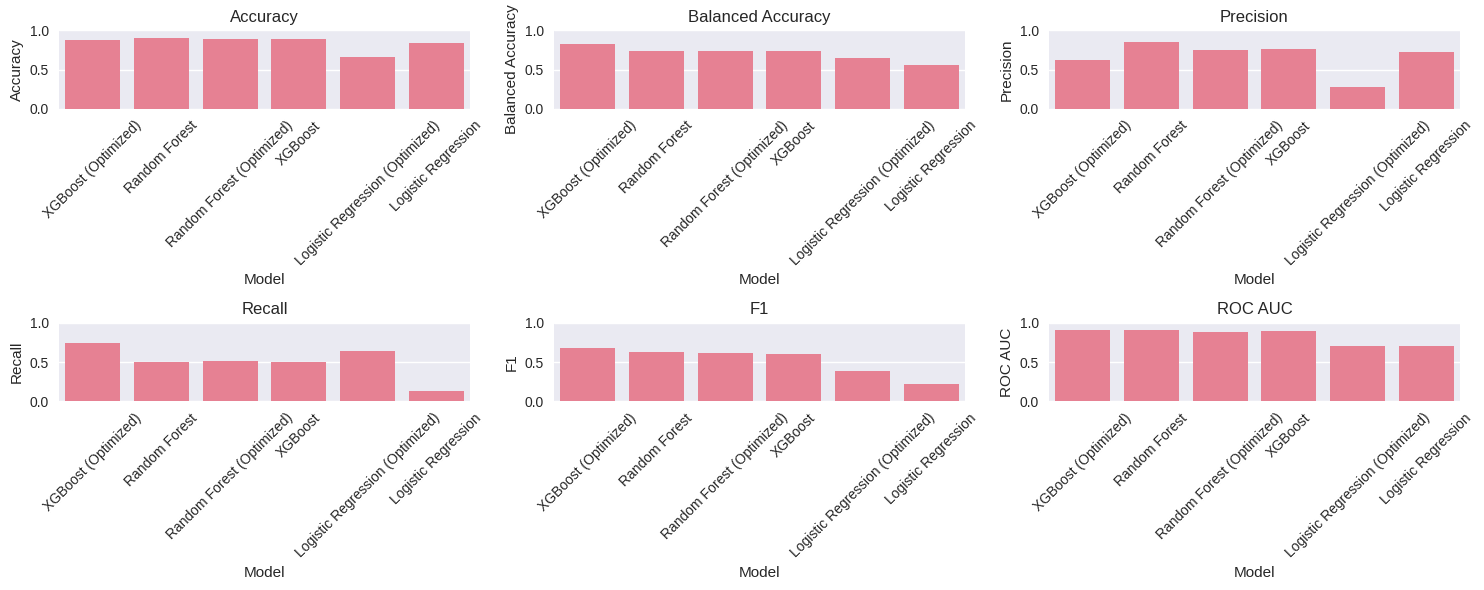 Accuracy
Accuracy
1.0
0.5
0.0
XGBoost (Optimized)
Random Forest
Random Forest (Optimized)
XGBoost
Logistic Regression (Optimized)
Logistic Regression
Model
Balanced Accuracy
Balanced Accuracy
1.0
0.5
0.0
XGBoost (Optimized)
Random Forest
Random Forest (Optimized)
XGBoost
Logistic Regression (Optimized)
Logistic Regression
Model
Precision
Precision
1.0
0.5
0.0
XGBoost (Optimized)
Random Forest
Random Forest (Optimized)
XGBoost
Logistic Regression (Optimized)
Logistic Regression
Model
Recall
Recall
1.0
0.5
0.0
XGBoost (Optimized)
Random Forest
Random Forest (Optimized)
XGBoost
Logistic Regression (Optimized)
Logistic Regression
Model
F1
F1
1.0
0.5
0.0
XGBoost (Optimized)
Random Forest
Random Forest (Optimized)
XGBoost
Logistic Regression (Optimized)
Logistic Regression
Model
ROC AUC
ROC AUC
1.0
0.5
0.0
XGBoost (Optimized)
Random Forest
Random Forest (Optimized)
XGBoost
Logistic Regression (Optimized)
Logistic Regression
Model